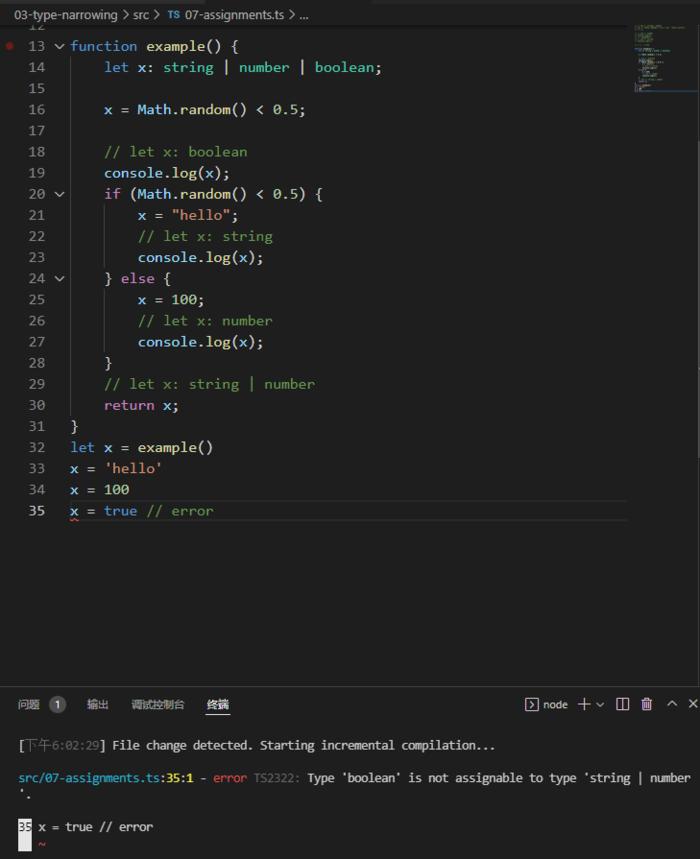 03-type-narrowing > src > TS 07-assignments.ts > ...
12
13 function example() {
14 let x: string | number | boolean;
15
16 x = Math.random() < 0.5;
17
18 // let x: boolean
19 console.log(x);
20 if (Math.random() < 0.5) {
21 x = "hello";
22 // let x: string
23 console.log(x);
24 } else {
25 x = 100;
26 // let x: number
27 console.log(x);
28 }
29 // let x: string | number
30 return x;
31 }
32 let x = example()
33 x = 'hello'
34 x = 100
35 x = true // error
问题 1 输出 调试控制台 终端 node
[下午6:02:29] File change detected. Starting incremental compilation...
src/07-assignments.ts:35:1 - error TS2322: Type 'boolean' is not assignable to type 'string | number
'.
35 x = true // error
~